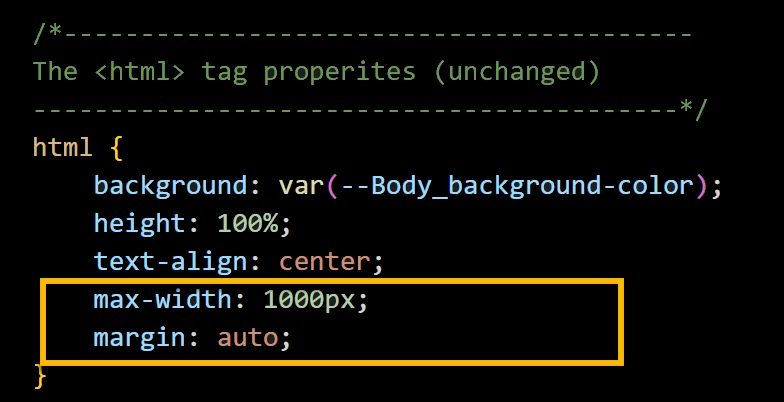 /*-----------------------------------------
The <html> tag properites (unchanged)
------------------------------------------*/
html {
    background: var(--Body_background-color);
    height: 100%;
    text-align: center;
    max-width: 1000px;
    margin: auto;
}